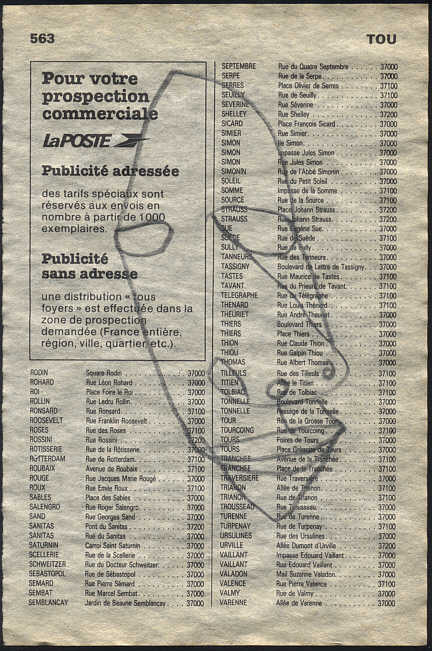 563
TOU
Pour votre
prospection
commerciale
LA POSTE
Publicité adressée
des tarifs spéciaux sont
réservés aux envois en
nombre à partir de 1000
exemplaires.
Publicité
sans adresse
une distribution « tous
foyers » est effectuée dans la
zone de prospection
demandée (France entière,
région, ville, quartier etc.).
RODIN Square Rodin 37000
ROHARD Rue Léon Rohard 37000
ROI Place Foire le Roi 37000
ROLLIN Rue Ledru Rollin 37000
RONSARD Rue Ronsard 37100
ROOSEVELT Rue Franklin Roosevelt 37000
ROSES Rue des Roses 37100
ROSSINI Rue Rossini 37200
ROTISSERIE Rue de la Rôtisserie 37000
ROTTERDAM Rue de Rotterdam 37100
ROUBAIX Avenue de Roubaix 37100
ROUGE Rue Jacques Marie Rougé 37000
ROUX Rue Emile Roux 37100
SABLES Place des Sables 37000
SALENGRO Rue Roger Salengro 37000
SAND Rue Georges Sand 37000
SANITAS Pont du Sanitas 37000
SANITAS Rue du Sanitas 37000
SATURNIN Carroi Saint Saturnin 37000
SCELLERIE Rue de la Scellerie 37000
SCHWEITZER Rue du Docteur Schweitzer 37000
SEBASTOPOL Rue de Sébastopol 37000
SEMARD Rue Pierre Sémard 37000
SEMBAT Rue Marcel Sembat 37000
SEMBLANCAY Jardin de Beaune Semblançay 37000
SEPTEMBRE Rue du Quatre Septembre 37000
SERPE Rue de la Serpe 37000
SERRES Place Olivier de Serres 37100
SEUILLY Rue de Seuilly 37100
SEVERINE Rue Séverine 37000
SHELLEY Rue Shelley 37200
SICARD Place François Sicard 37000
SIMIER Rue Simier 37000
SIMON Ile Simon 37000
SIMON Impasse Jules Simon 37000
SIMON Rue Jules Simon 37000
SIMONIN Rue de l'Abbé Simonin 37000
SOLEIL Rue du Petit Soleil 37000
SOMME Impasse de la Somme 37100
SOURCE Rue de la Source 37100
STRAUSS Place Johann Strauss 37200
STRAUSS Rue Johann Strauss 37200
SUE Rue Eugène Sue
SUEDE Rue de Suède 37100
SULLY Rue de Sully 37000
TANNEURS Rue des Tanneurs 37000
TASSIGNY Boulevard de Lattre de Tassigny 37000
TASTES Rue Maurice de Tastes 37100
TAVANT Rue du Prieuré de Tavant 37100
TELEGRAPHE Rue du Télégraphe 37100
THENARD Rue Louis Thénard 37100
THEURIET Rue André Theuriet 37000
THIERS Boulevard Thiers 37000
THIERS Place Thiers 37000
THION Rue Claude Thion 37000
THIOU Rue Galpin Thiou 37000
THOMAS Rue Albert Thomas 37000
TILLEULS Rue des Tilleuls 37100
TITIEN Rue le Titien 37100
TOLBIAC Rue de Tolbiac 37100
TONNELLE Boulevard Tonnellé 37000
TONNELLE Passage de la Tonnelle 37000
TOUR Rue de la Grosse Tour 37000
TOURCOING Rue de Tourcoing 37100
TOURS Foires de Tours 37000
TOURS Place Grégoire de Tours 37000
TRANCHEE Avenue de la Tranchée 37100
TRANCHEE Place de la Tranchée 37100
TRAVERSIERE Rue Traversière 37000
TRIANON Allée de Trianon 37100
TRIANON Rue de Trianon 37100
TROUSSEAU Rue Trousseau 37000
TURENNE Rue de Turenne 37000
TURPENAY Rue de Turpenay 37100
URSULINES Rue des Ursulines 37000
URVILLE Allée Dumont d'Urville 37200
VAILLANT Impasse Edouard Vaillant 37000
VAILLANT Rue Edouard Vaillant 37000
VALADON Mail Suzanne Valadon 37000
VALENCE Rue Pierre Valence 37100
VALMY Rue de Valmy 37000
VARENNE Allée de Varenne 37000